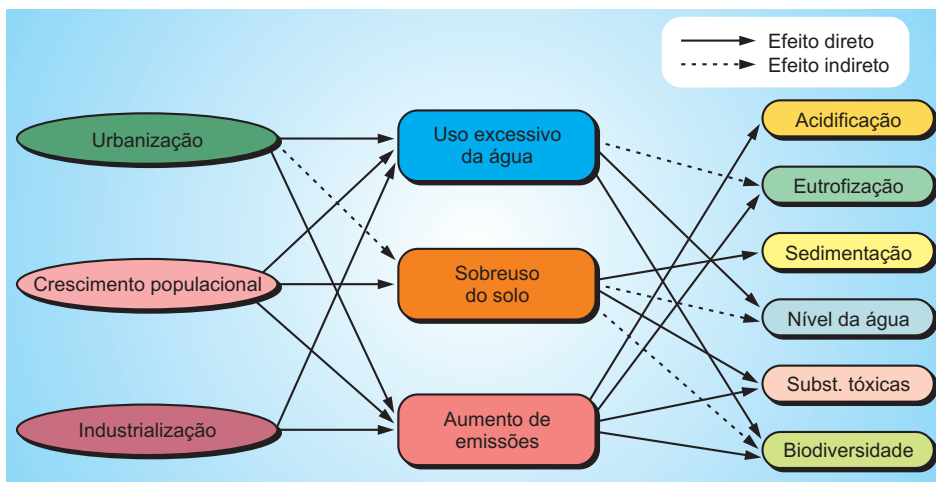 Efeito direto
Efeito indireto
Urbanização
Crescimento populacional
Industrialização
Uso excessivo
da água
Sobreuso
do solo
Aumento de
emissões
Acidificação
Eutrofização
Sedimentação
Nível da água
Subst. tóxicas
Biodiversidade